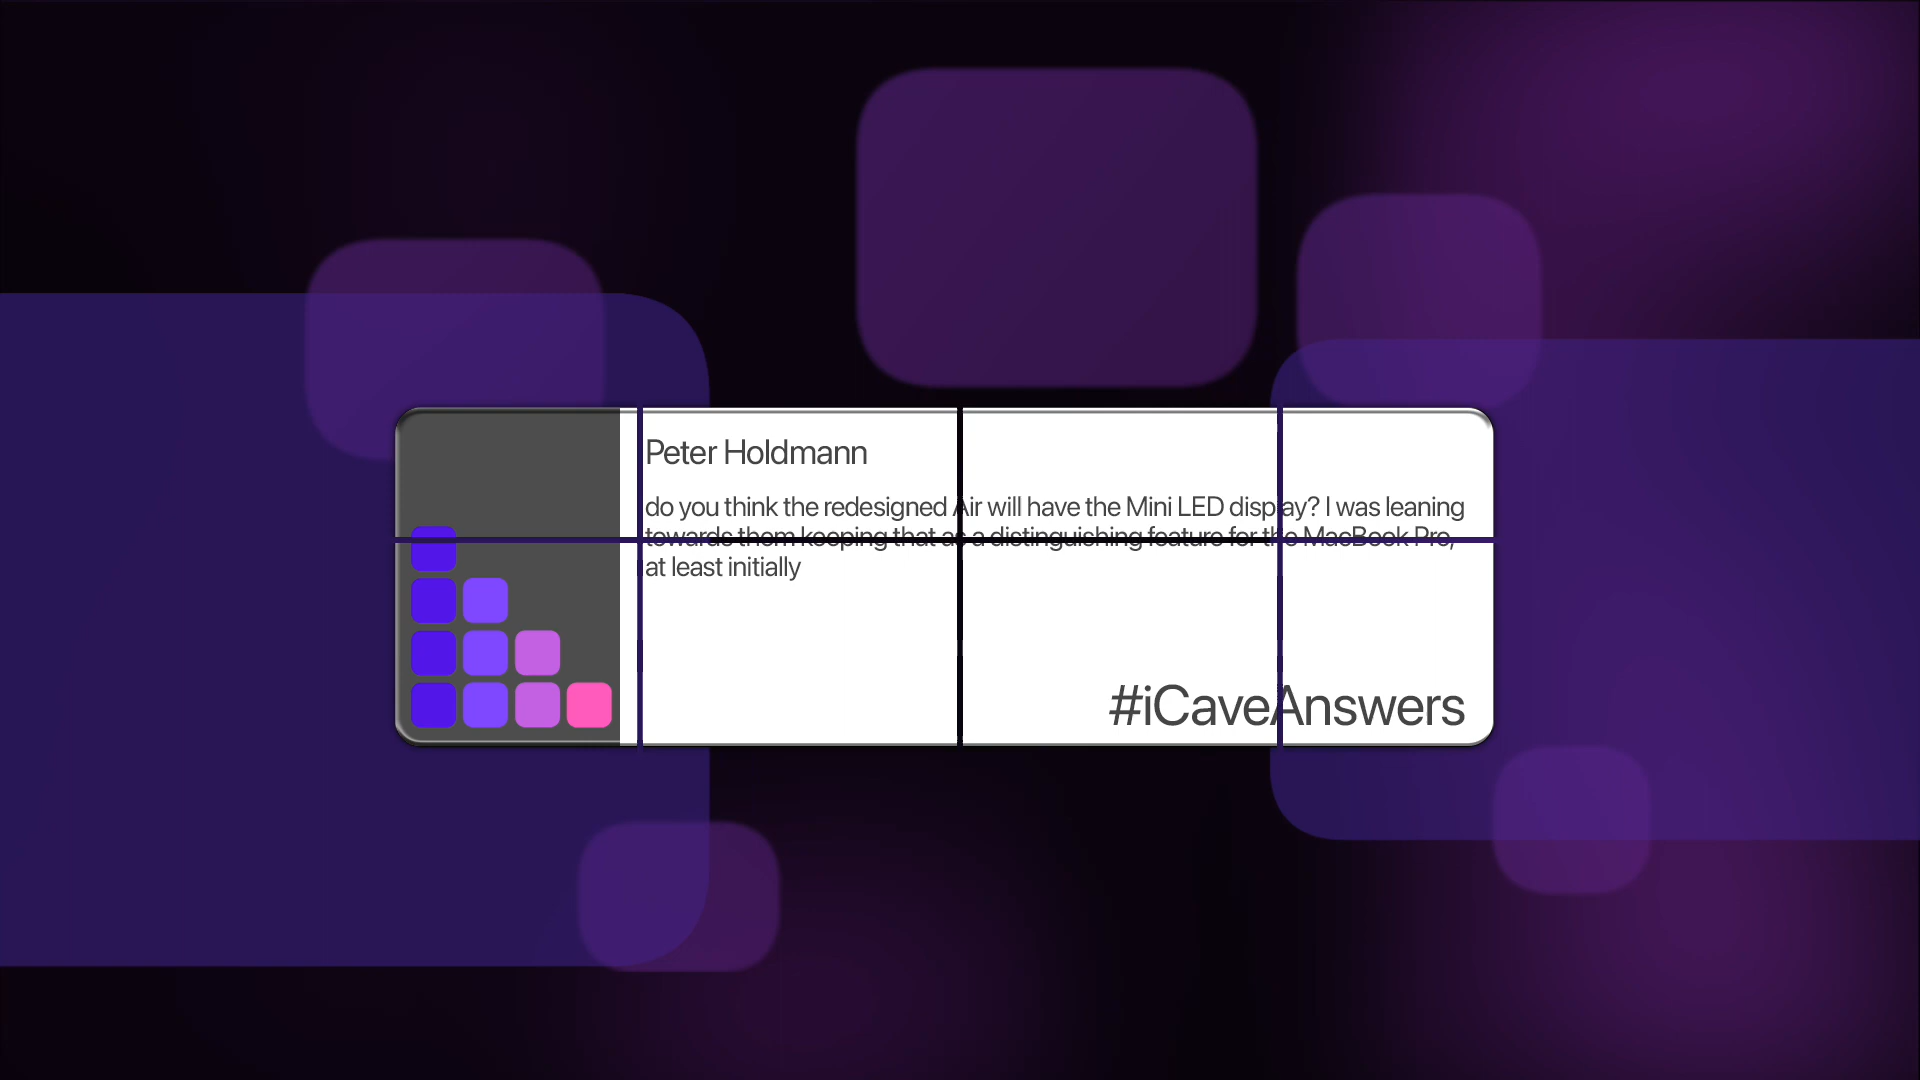 Peter Holdmann
do you think the redesigned Air will have the Mini LED display? I was leaning
towards them keeping that as a distinguishing feature for the MacBook Pro,
at least initially
#iCaveAnswers